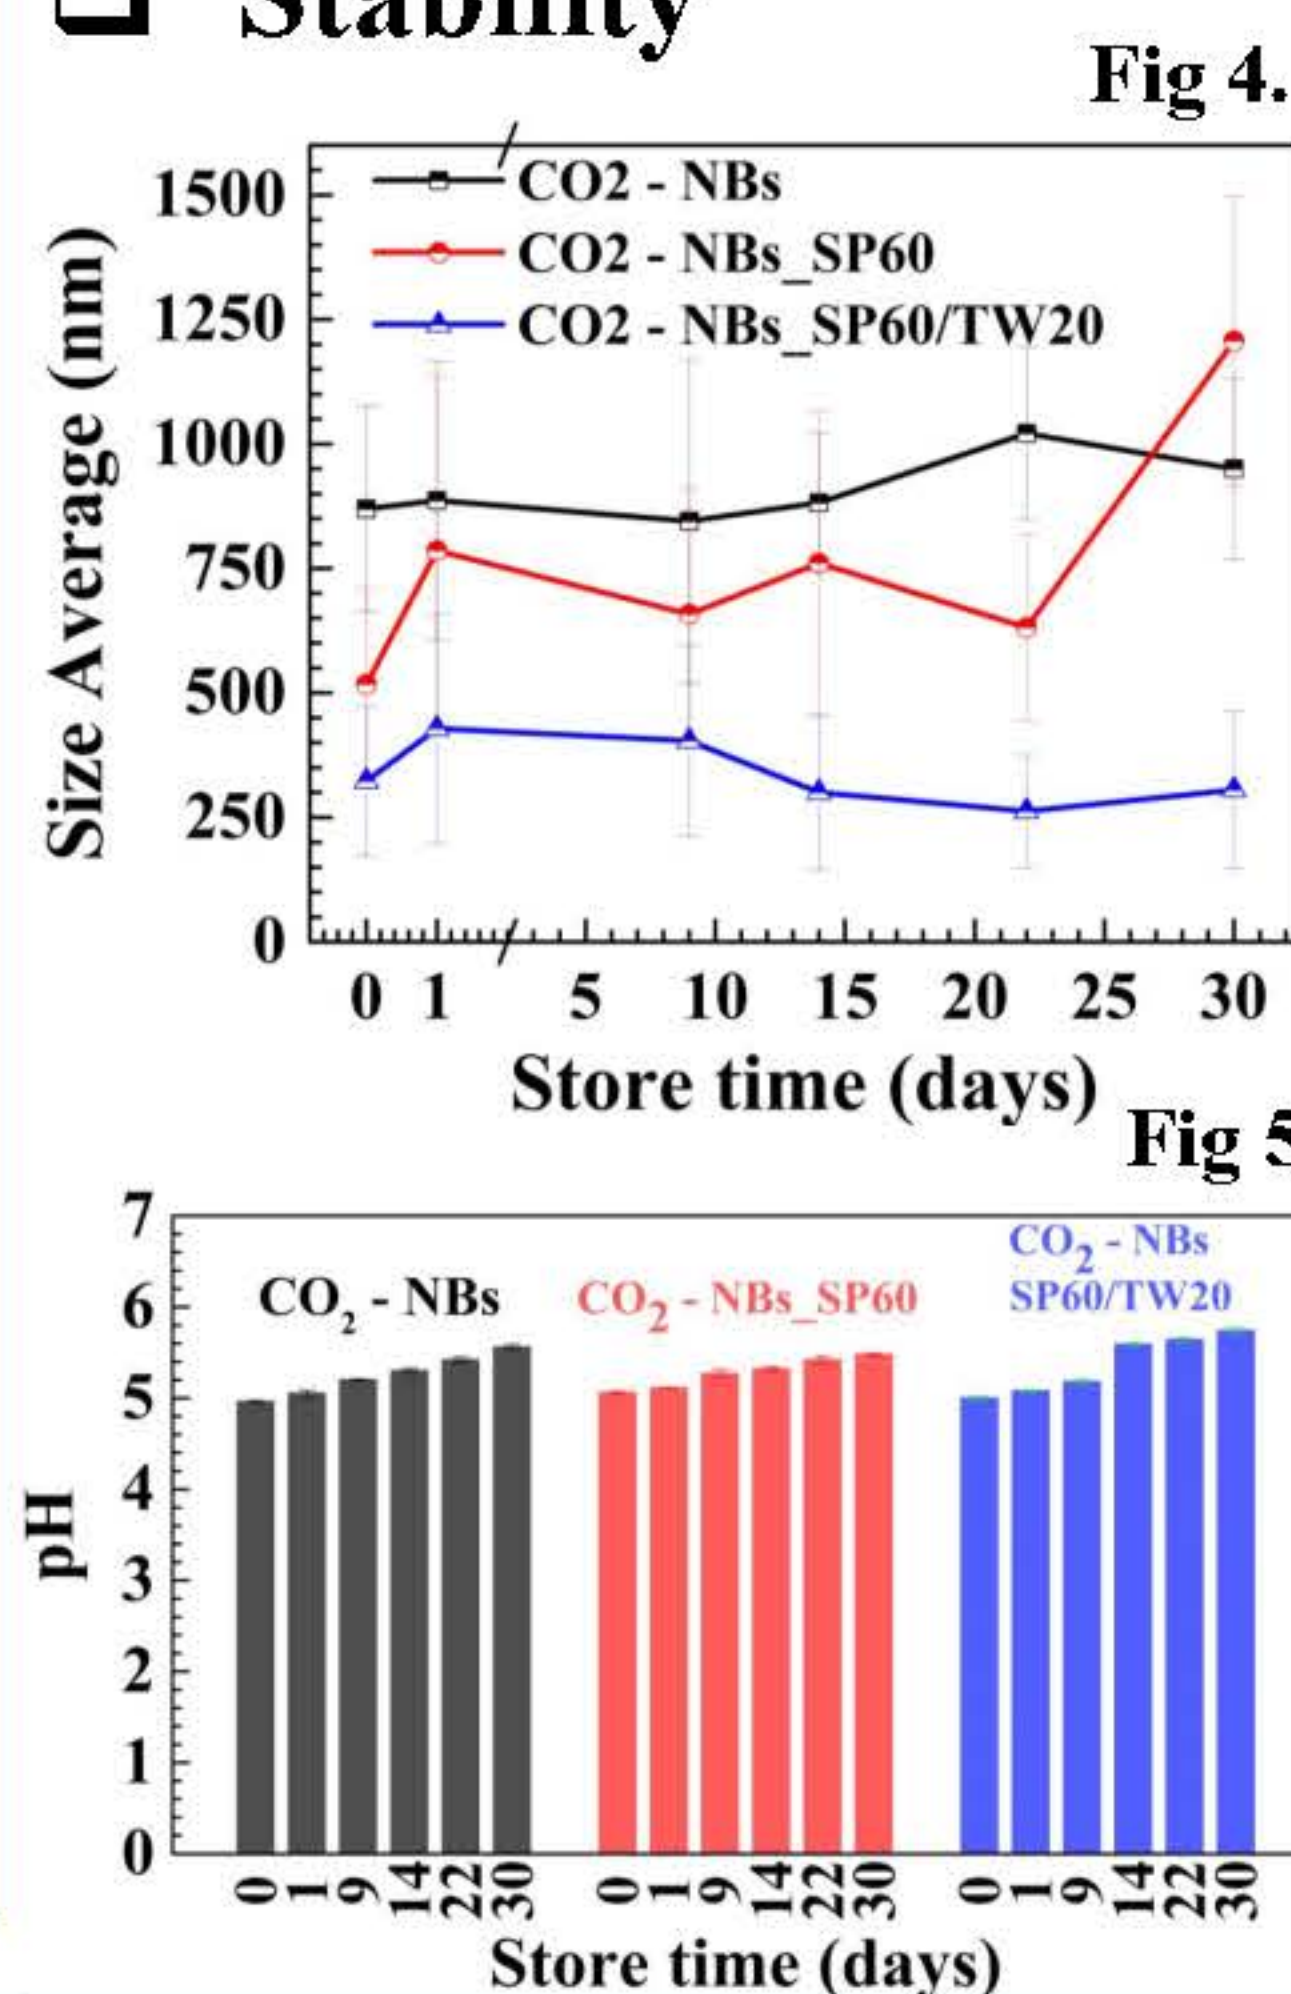 Stability
Fig 4.
CO2 - NBs
CO2 - NBs_SP60
CO2 - NBs_SP60/TW20
Size Average (nm)
1500
1250
1000
750
500
250
0
0 1 5 10 15 20 25 30
Store time (days)
Fig 5
CO₂ - NBs
CO₂ - NBs_SP60
CO₂ - NBs
SP60/TW20
pH
7
6
5
4
3
2
1
0
0 1 9 14 22 30 0 1 9 14 22 30 0 1 9 14 22 30
Store time (days)